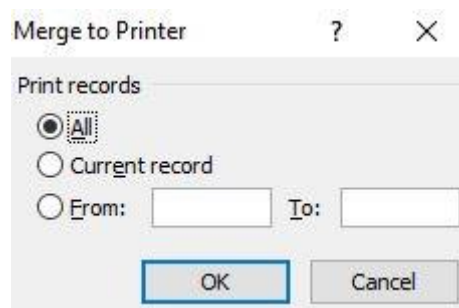 Merge to Printer ? ×
Print records
All
Current record
From: To:
OK Cancel